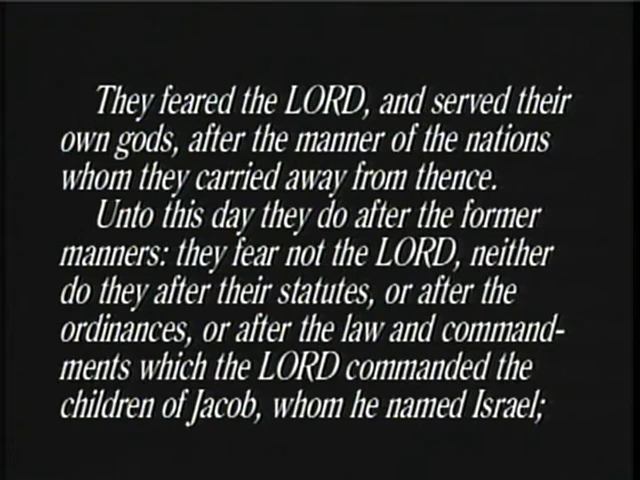 They feared the LORD, and served their
own gods, after the manner of the nations
whom they carried away from thence.
Unto this day they do after the former
manners: they fear not the LORD, neither
do they after their statutes, or after the
ordinances, or after the law and command-
ments which the LORD commanded the
children of Jacob, whom he named Israel;